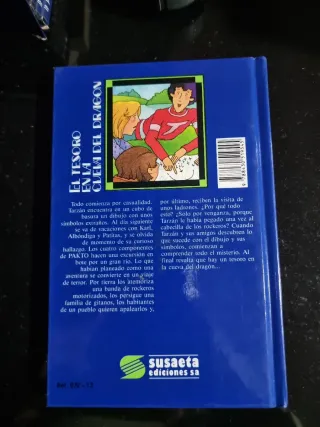 EL TESORO
ESTÁ EN LA
CUEVA DEL DRAGÓN
Todo comienza por casualidad.
Tarzán encuentra en un cubo de
basura un dibujo con unos
símbolos extraños. Al día siguiente
se va de vacaciones con Karl,
Albóndiga y Pitilina, y se olvida
de momento de su curioso
hallazgo. Los cuatro componentes
de PAKTO hacen una excursión en
bote por un gran río. Lo que
habían planeado como una
aventura se convierte en un viaje
de terror. Por tierra les atemoriza
una banda de rockeros
motorizados, los persigue una
familia de gitanos, los habitantes
de un pueblo quieren apalearlos y,
por último, reciben la visita de
unos ladrones. ¿Por qué todo
esto? ¿Sólo por venganza, porque
Tarzán le había pegado una vez al
cabecilla de los rockeros? Cuando
Tarzán y sus amigos descubren lo
que sucede con el dibujo y sus
símbolos, comienzan a
comprender todo el misterio. Al
final resulta que hay un tesoro en
la cueva del dragón...
susaeta
ediciones sa